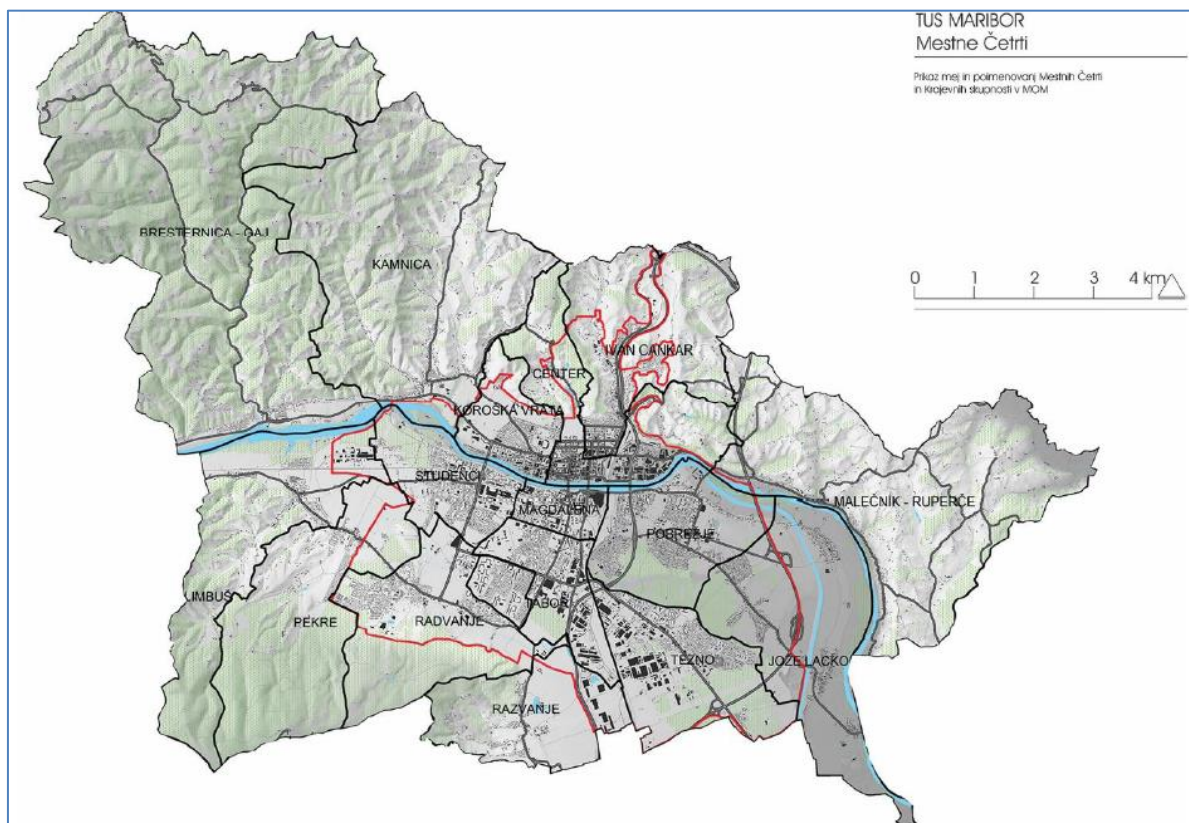 TUS MARIBOR
Mestne Četrti
Prikaz mej in poimenovanj Mestnih Četrti
in Krajevnih skupnosti v MOM
BRESTERNICA - GAJ
KAMNICA
0 1 2 3 4 km
IVAN CANKAR
CENTER
KOROŠKA VRATA
STUDENCI
MALEČNIK - RUPERČE
MAGDALENA
POBREŽJE
LIMBUŠ
TABOR
PEKRE
RADVANJE
TEZNO
JOŽE LACKO
RAZVANJE